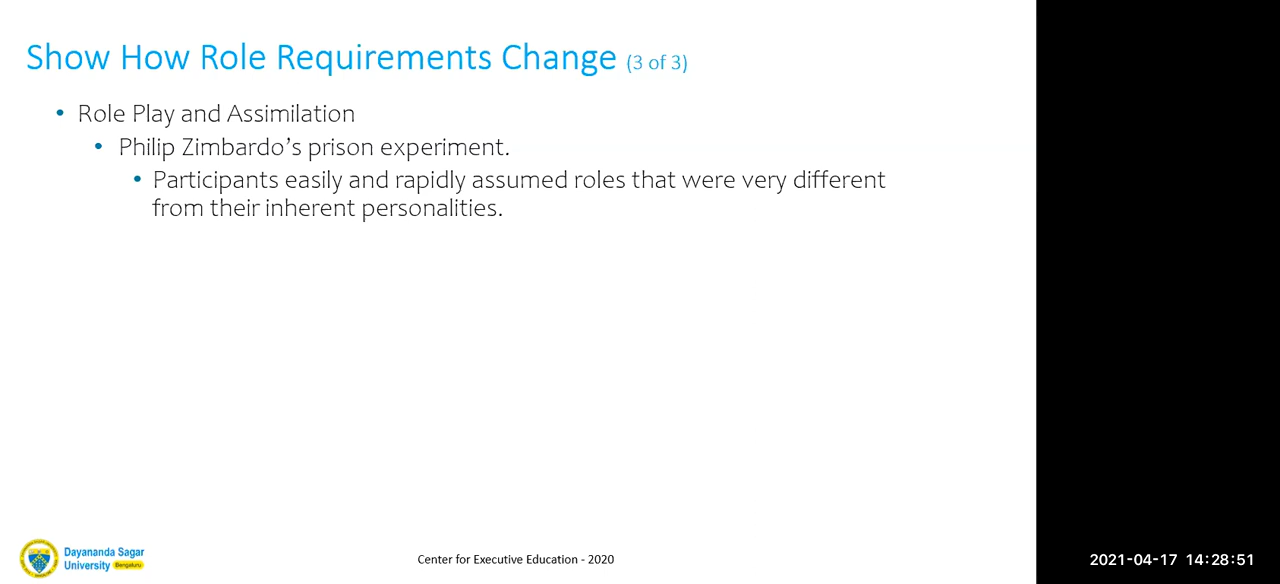 Show How Role Requirements Change (3 of 3)
• Role Play and Assimilation
• Philip Zimbardo’s prison experiment.
• Participants easily and rapidly assumed roles that were very different
from their inherent personalities.
Dayananda Sagar
University Bengaluru
Center for Executive Education - 2020
2021-04-17 14:28:51